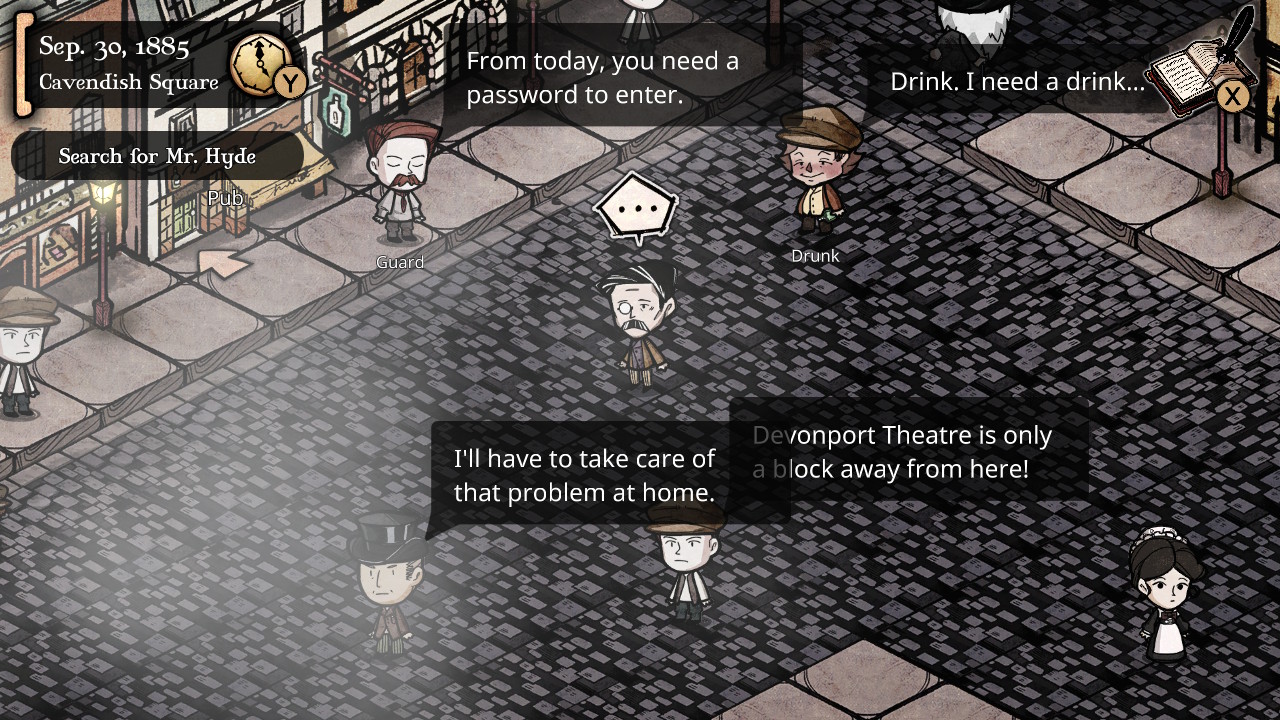 Sep. 30, 1885
Cavendish Square
Y
Search for Mr. Hyde
Pub
From today, you need a
password to enter.
Drink. I need a drink...
X
Guard
Drunk
I'll have to take care of
that problem at home.
Devonport Theatre is only
a block away from here!